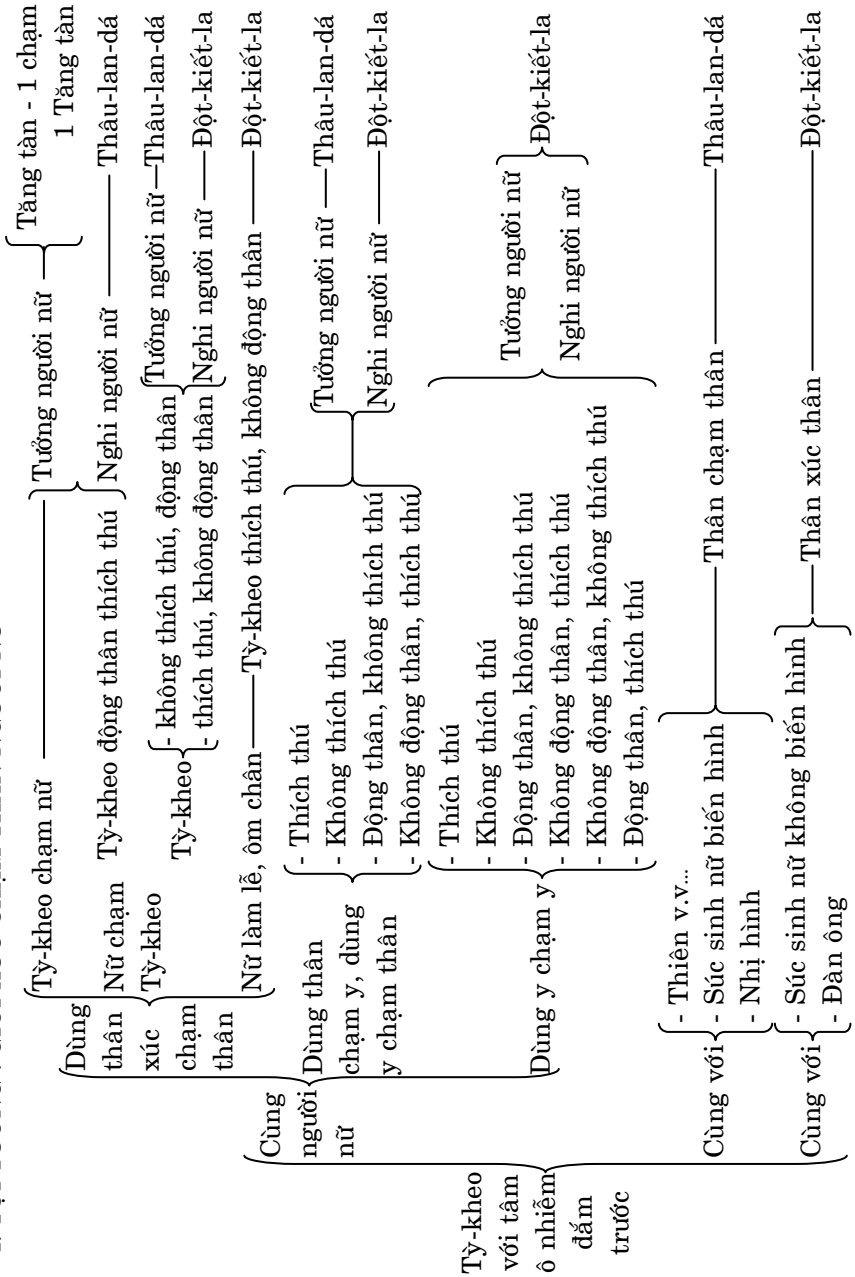 Tỳ-kheo
với tâm
ô nhiễm
đắm
trước
Cùng
người
nữ
Dùng
thân
xúc
chạm
thân
Tỳ-kheo chạm nữ
Tưởng người nữ
Tăng tàn - 1 chạm
1 Tăng tàn
Nữ chạm
Tỳ-kheo
Tỳ-kheo động thân thích thú
Nghi người nữ
Thâu-lan-dá
Tỳ-kheo
- không thích thú, động thân
- thích thú, không động thân
Tưởng người nữ
Thâu-lan-dá
Nghi người nữ
Đột-kiết-la
Nữ làm lễ, ôm chân
Tỳ-kheo thích thú, không động thân
Đột-kiết-la
Dùng thân
chạm y, dùng
y chạm thân
- Thích thú
- Không thích thú
- Động thân, không thích thú
- Không động thân, thích thú
Tưởng người nữ
Thâu-lan-dá
Nghi người nữ
Đột-kiết-la
Dùng y chạm y
- Thích thú
- Không thích thú
- Động thân, không thích thú
- Không động thân, thích thú
- Không động thân, không thích thú
- Động thân, thích thú
Tưởng người nữ
Nghi người nữ
Đột-kiết-la
Cùng với
- Thiên v.v...
- Súc sinh nữ biến hình
- Nhị hình
Thân chạm thân
Thâu-lan-dá
Cùng với
- Súc sinh nữ không biến hình
- Đàn ông
Thân xúc thân
Đột-kiết-la